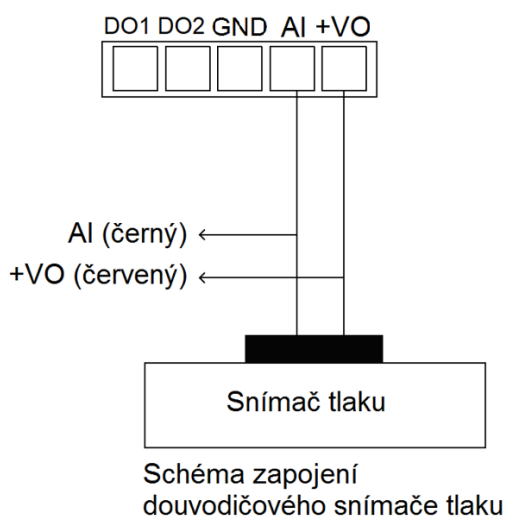 DO1 DO2 GND AI +VO
AI (černý)
+VO (červený)
Snímač tlaku
Schéma zapojení
douvodičového snímače tlaku